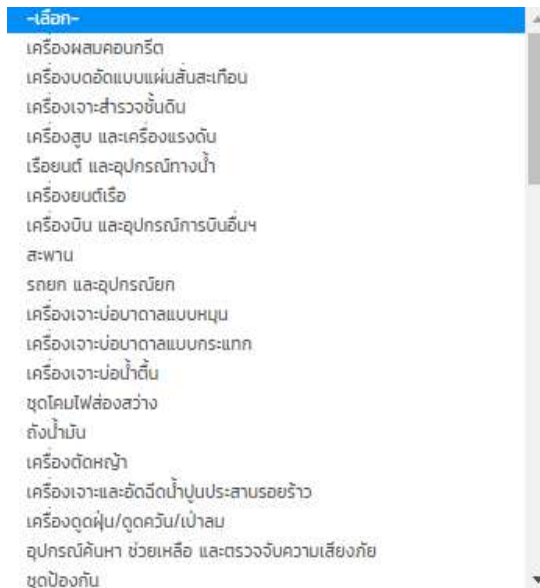 -เลือก-
เครื่องผสมคอนกรีต
เครื่องบดอัดแบบแผ่นสั่นสะเทือน
เครื่องเจาะสำรวจชั้นดิน
เครื่องสูบ และเครื่องแรงดัน
เรือยนต์ และอุปกรณ์ทางน้ำ
เครื่องยนต์เรือ
เครื่องบิน และอุปกรณ์การบินอื่นฯ
สะพาน
รถยก และอุปกรณ์ยก
เครื่องเจาะบ่อบาดาลแบบหมุน
เครื่องเจาะบ่อบาดาลแบบกระแทก
เครื่องเจาะบ่อน้ำตื้น
ชุดโคมไฟส่องสว่าง
ถังน้ำมัน
เครื่องตัดหญ้า
เครื่องเจาะและอัดฉีดน้ำปูนประสานรอยร้าว
เครื่องดูดฝุ่น/ดูดควัน/เป่าลม
อุปกรณ์ค้นหา ช่วยเหลือ และตรวจจับความเสียงภัย
ชุดป้องกัน